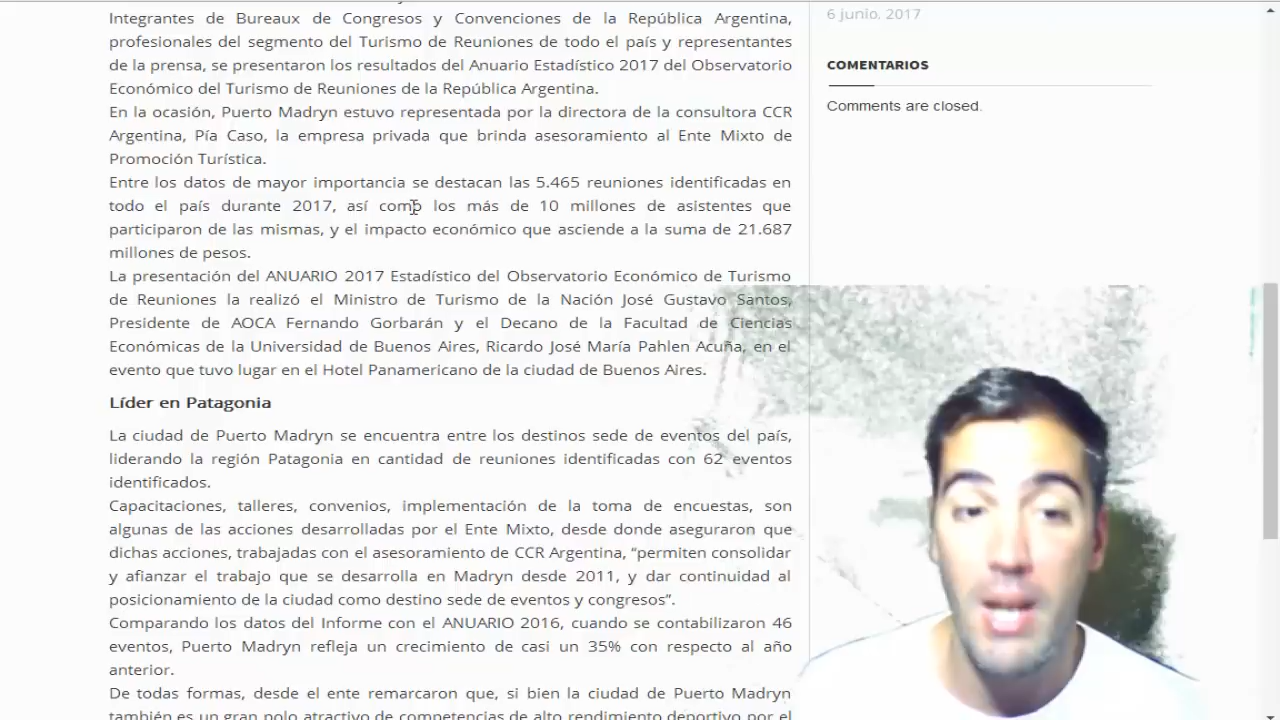 Integrantes de Bureaux de Congresos y Convenciones de la República Argentina,
profesionales del segmento del Turismo de Reuniones de todo el país y representantes
de la prensa, se presentaron los resultados del Anuario Estadístico 2017 del Observatorio
Económico del Turismo de Reuniones de la República Argentina.
En la ocasión, Puerto Madryn estuvo representada por la directora de la consultora CCR
Argentina, Pía Caso, la empresa privada que brinda asesoramiento al Ente Mixto de
Promoción Turística.
Entre los datos de mayor importancia se destacan las 5.465 reuniones identificadas en
todo el país durante 2017, así como los más de 10 millones de asistentes que
participaron de las mismas, y el impacto económico que asciende a la suma de 21.687
millones de pesos.
La presentación del ANUARIO 2017 Estadístico del Observatorio Económico de Turismo
de Reuniones la realizó el Ministro de Turismo de la Nación José Gustavo Santos,
Presidente de AOCA Fernando Gorbarán y el Decano de la Facultad de Ciencias
Económicas de la Universidad de Buenos Aires, Ricardo José María Pahlen Acuña, en el
evento que tuvo lugar en el Hotel Panamericano de la ciudad de Buenos Aires.
Líder en Patagonia
La ciudad de Puerto Madryn se encuentra entre los destinos sede de eventos del país,
liderando la región Patagonia en cantidad de reuniones identificadas con 62 eventos
identificados.
Capacitaciones, talleres, convenios, implementación de la toma de encuestas, son
algunas de las acciones desarrolladas por el Ente Mixto, desde donde aseguraron que
dichas acciones, trabajadas con el asesoramiento de CCR Argentina, “permiten consolidar
y afianzar el trabajo que se desarrolla en Madryn desde 2011, y dar continuidad al
posicionamiento de la ciudad como destino sede de eventos y congresos”.
Comparando los datos del Informe con el ANUARIO 2016, cuando se contabilizaron 46
eventos, Puerto Madryn refleja un crecimiento de casi un 35% con respecto al año
anterior.
De todas formas, desde el ente remarcaron que, si bien la ciudad de Puerto Madryn
también es un gran polo atractivo de competencias de alto rendimiento deportivo por el
6 junio, 2017
COMENTARIOS
Comments are closed.